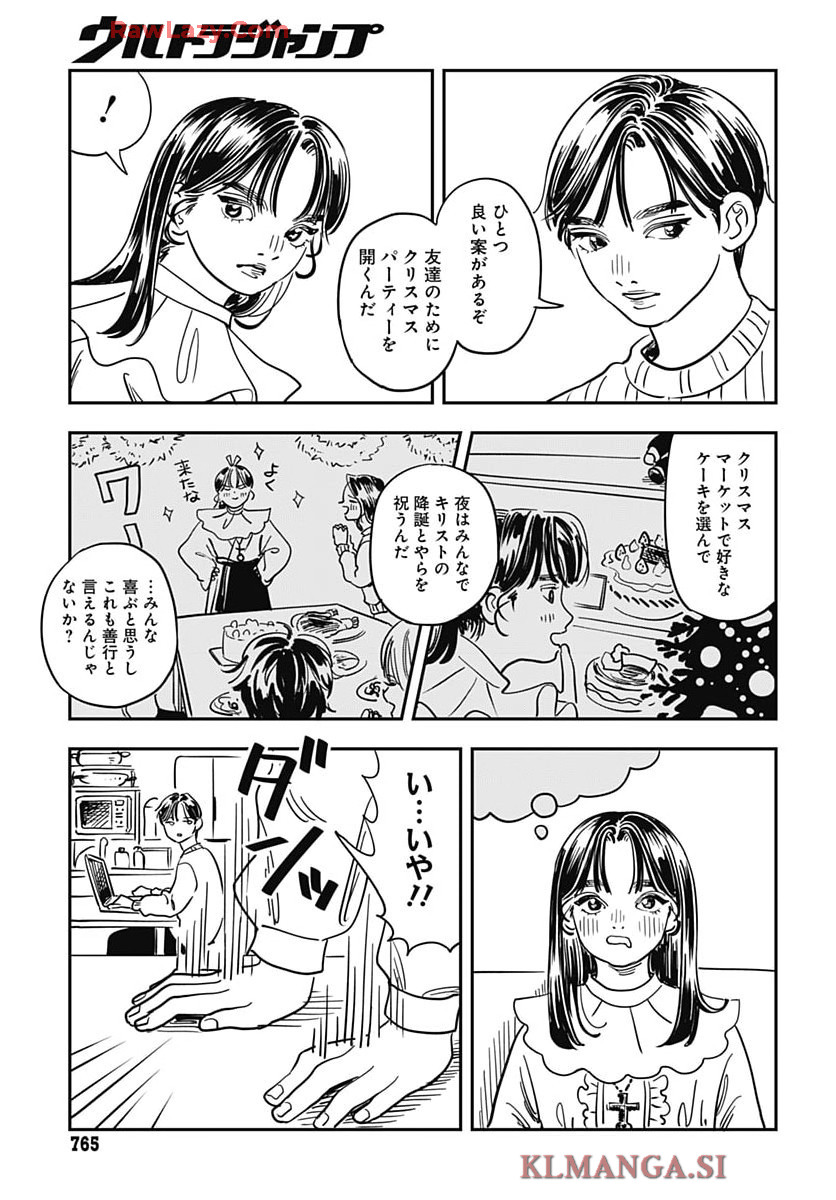 ウルトラジャンプ
RawLazy.Com
ひとつ
良い案があるぞ
友達のために
クリスマス
パーティーを
開くんだ
！
クリスマス
マーケットで好きな
ケーキを選んで
夜はみんなで
キリストの
降誕とやらを
祝うんだ
よく
来たな
ワー
…みんな
喜ぶと思うし
これも善行と
言えるんじゃ
ないか？
い…いや!!
ダンッ
765
KLMANGA.SI